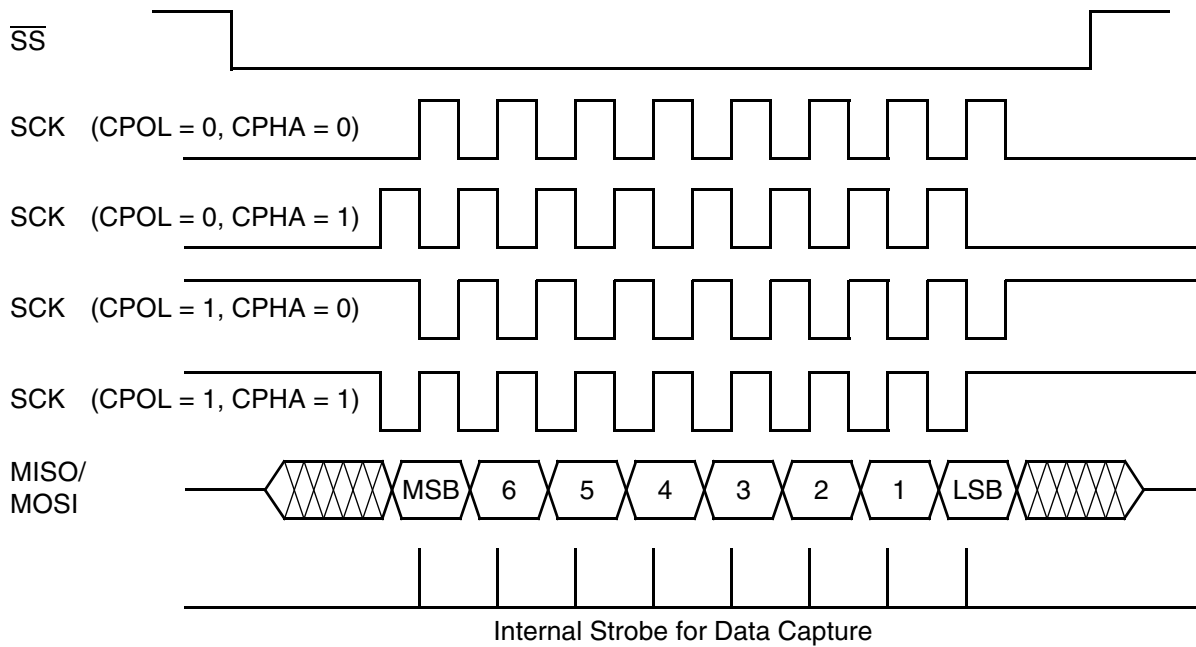 S̅S̅
SCK (CPOL = 0, CPHA = 0)
SCK (CPOL = 0, CPHA = 1)
SCK (CPOL = 1, CPHA = 0)
SCK (CPOL = 1, CPHA = 1)
MISO/
MOSI
MSB 6 5 4 3 2 1 LSB
Internal Strobe for Data Capture